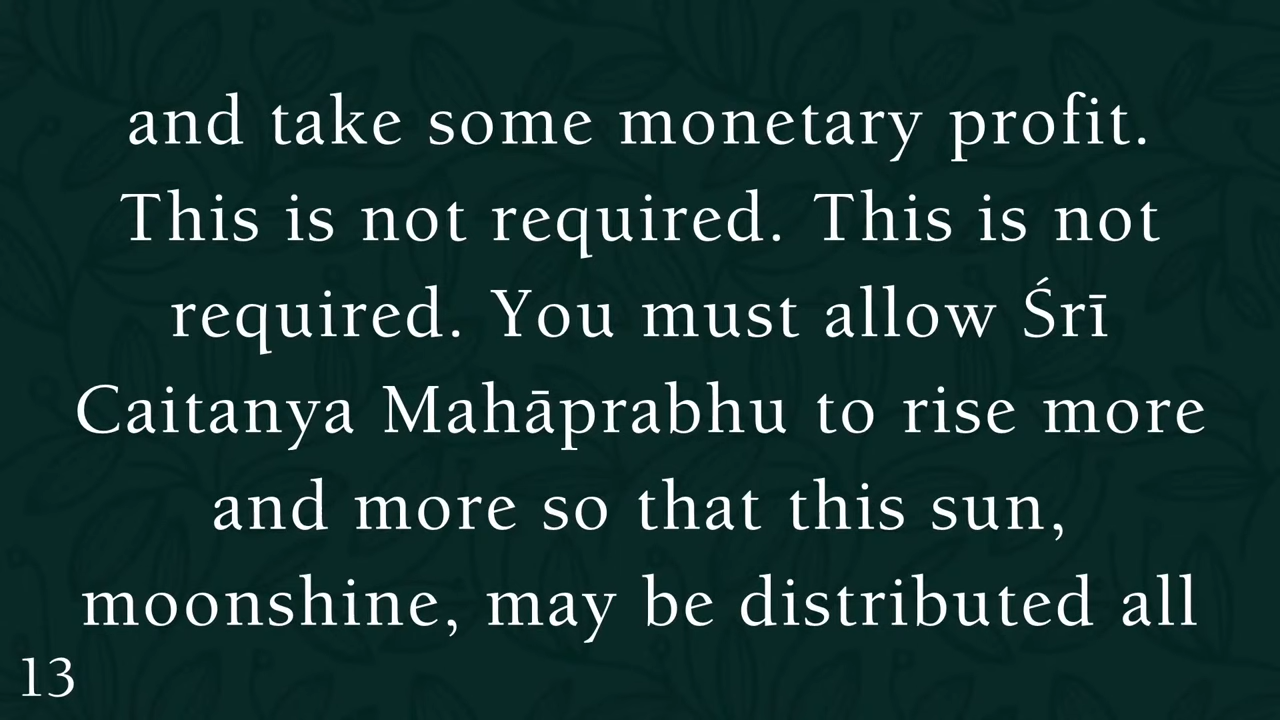 and take some monetary profit.
This is not required. This is not
required. You must allow Śrī
Caitanya Mahāprabhu to rise more
and more so that this sun,
moonshine, may be distributed all
13